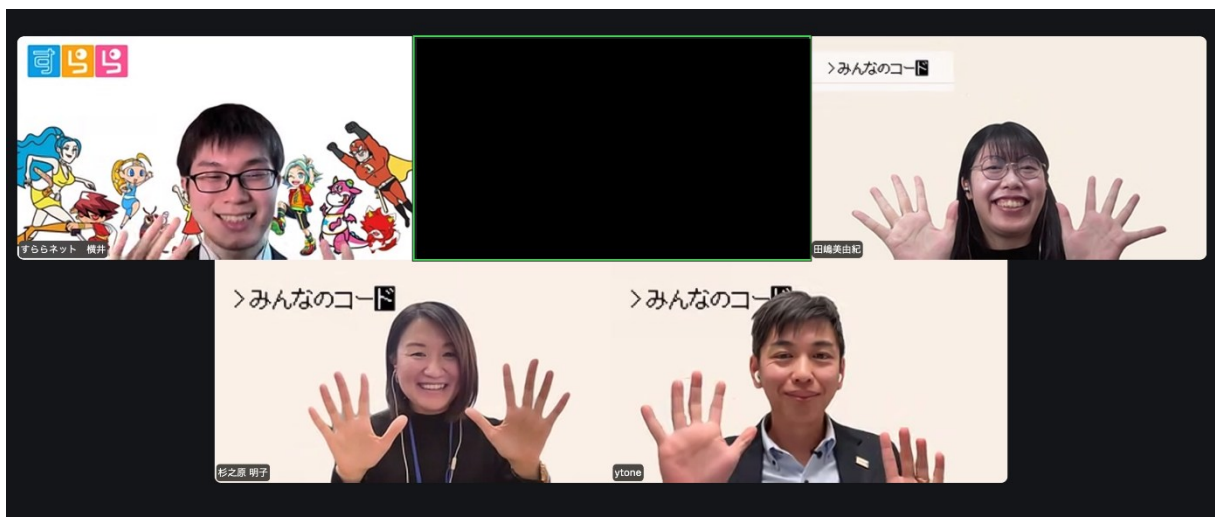 すらら
すららネット 横井
>みんなのコード
田嶋美由紀
>みんなのコード
杉之原 明子
>みんなのコード
ytone